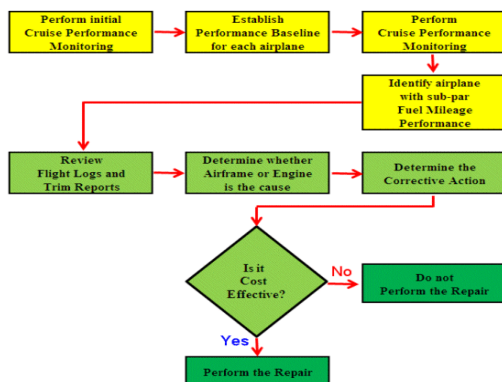 Perform initial
Cruise Performance
Monitoring
Establish
Performance Baseline
for each airplane
Perform
Cruise Performance
Monitoring
Identify airplane
with sub-par
Fuel Mileage
Performance
Review
Flight Logs and
Trim Reports
Determine whether
Airframe or Engine
is the cause
Determine the
Corrective Action
Is it
Cost
Effective?
No
Do not
Perform the Repair
Yes
Perform the Repair